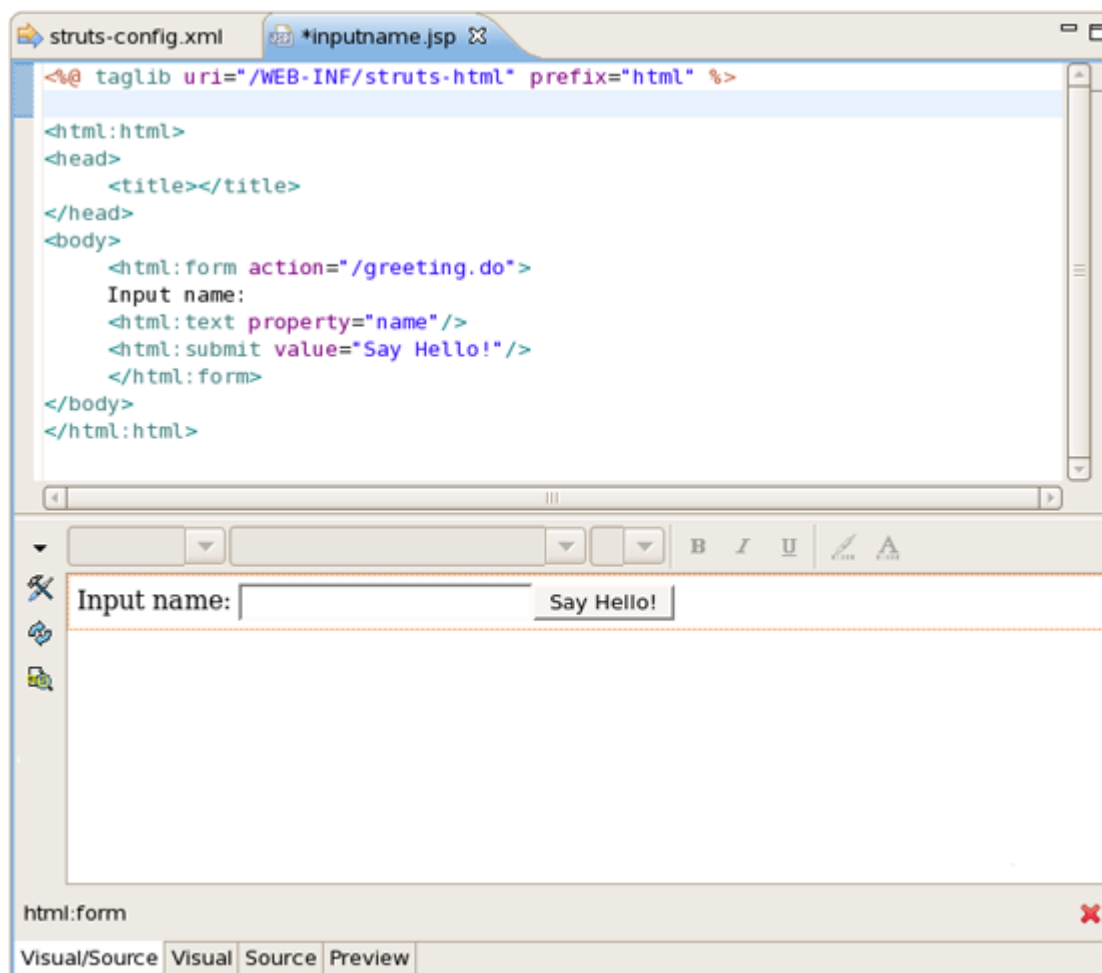 struts-config.xml *inputname.jsp
<%@ taglib uri="/WEB-INF/struts-html" prefix="html" %>
<html:html>
<head>
<title></title>
</head>
<body>
<html:form action="/greeting.do">
Input name:
<html:text property="name"/>
<html:submit value="Say Hello!"/>
</html:form>
</body>
</html:html>
B I U A
Input name: Say Hello!
html:form
Visual/Source Visual Source Preview